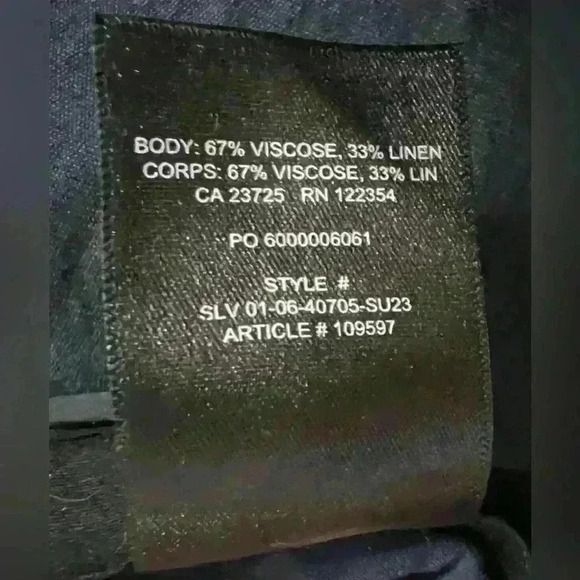 BODY: 67% VISCOSE, 33% LINEN
CORPS: 67% VISCOSE, 33% LIN
CA 23725 RN 122354
PO 6000006061
STYLE #
SLV 01-06-40705-SU23
ARTICLE # 109597